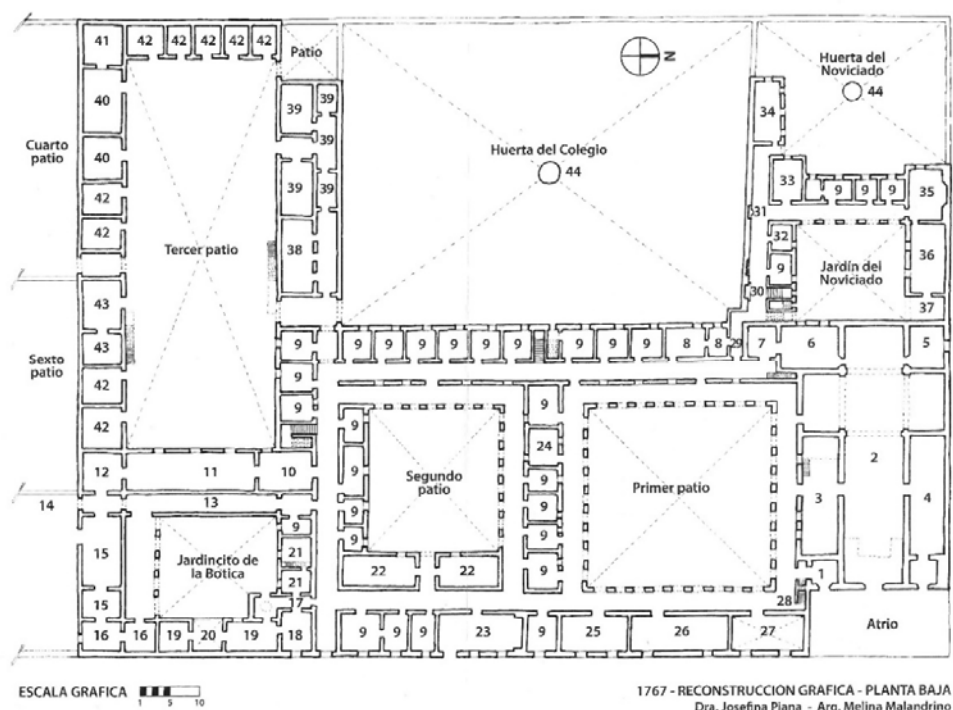 41 42 42 42 42 42
Patio
Huerta del
Noviciado
44
39 39
40
34
Cuarto
patio
39
Huerta del Colegio
44
40
33 9 9 9 35
39 39
42
31
42
Tercer patio
38
32
36
9
Jardín del
Noviciado
43
30
37
9 9 9 9 9 9 9 9 9 8 8 29 7 6 5
43
Sexto
patio
9
42
9 9 9
42
24
2
12 11 10
9
Segundo
patio
9
Primer patio
3 4
13
14
9
9
9
15
9
Jardincito de
la Botica
21
9
9
22 22
9
1
21
15
17
28
16 16 19 20 19 18
9 9 9 23 9 25 26 27
Atrio
N
ESCALA GRAFICA
1 5 10
1767 - RECONSTRUCCION GRAFICA - PLANTA BAJA
Dra. Josefina Piana - Arq. Melina Malandrino